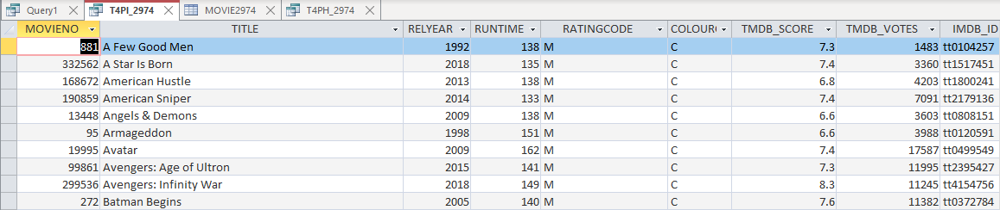 Query1 T4PI_2974 MOVIE2974 T4PH_2974
MOVIENO TITLE RELYEAR RUNTIME RATINGCODE COLOURC TMDB_SCORE TMDB_VOTES IMDB_ID
881 A Few Good Men 1992 138 M C 7.3 1483 tt0104257
332562 A Star Is Born 2018 135 M C 7.4 3360 tt1517451
168672 American Hustle 2013 138 M C 6.8 4203 tt1800241
190859 American Sniper 2014 133 M C 7.4 7091 tt2179136
13448 Angels & Demons 2009 138 M C 6.6 3603 tt0808151
95 Armageddon 1998 151 M C 6.6 3988 tt0120591
19995 Avatar 2009 162 M C 7.4 17587 tt0499549
99861 Avengers: Age of Ultron 2015 141 M C 7.3 11995 tt2395427
299536 Avengers: Infinity War 2018 149 M C 8.3 11245 tt4154756
272 Batman Begins 2005 140 M C 7.6 11382 tt0372784